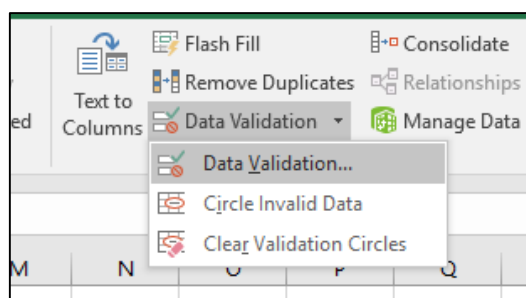 Flash Fill
Consolidate
Remove Duplicates
Relationships
Text to
Columns
ed
Data Validation
Manage Data
Data Validation...
Circle Invalid Data
Clear Validation Circles
M N O P Q